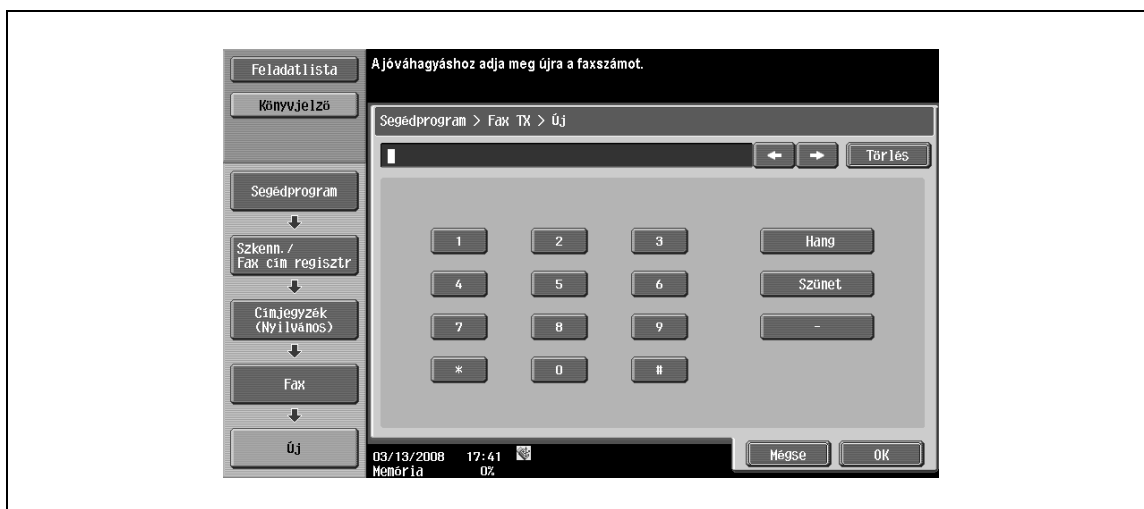 Feladatlista
Könyvjelző
A jóváhagyáshoz adja meg újra a faxszámot.
Segédprogram > Fax TX > Új
Törlés
Segédprogram
Szkenn./
Fax cím regisztr
Címjegyzék
(Nyilvános)
Fax
Új
1 2 3 Hang
4 5 6 Szünet
7 8 9 -
* 0 #
03/13/2008 17:41
Memória 0%
Mégse OK